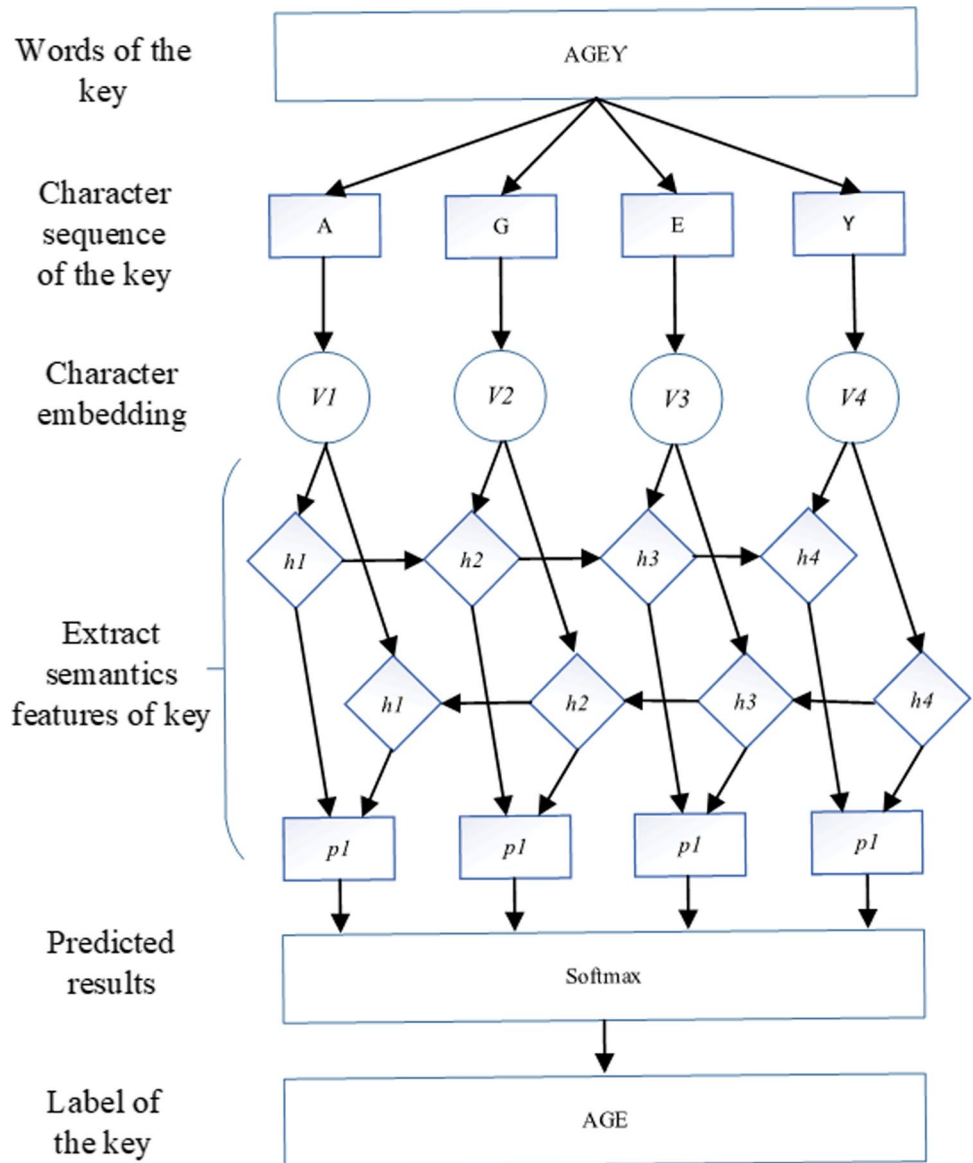 Words of the
key
AGEY
Character
sequence
of the key
A
G
E
Y
Character
embedding
V1
V2
V3
V4
h1
h2
h3
h4
Extract
semantics
features of key
h1
h2
h3
h4
p1
p1
p1
p1
Predicted
results
Softmax
Label of
the key
AGE